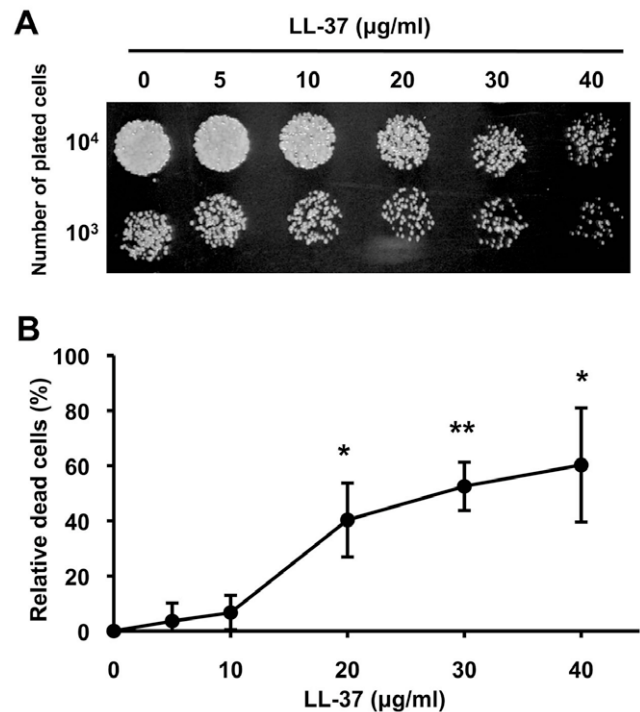 A
LL-37 (µg/ml)
0 5 10 20 30 40
Number of plated cells
10⁴
10³
B
Relative dead cells (%)
100
80
60
40
20
0
* ** *
0 10 20 30 40
LL-37 (µg/ml)